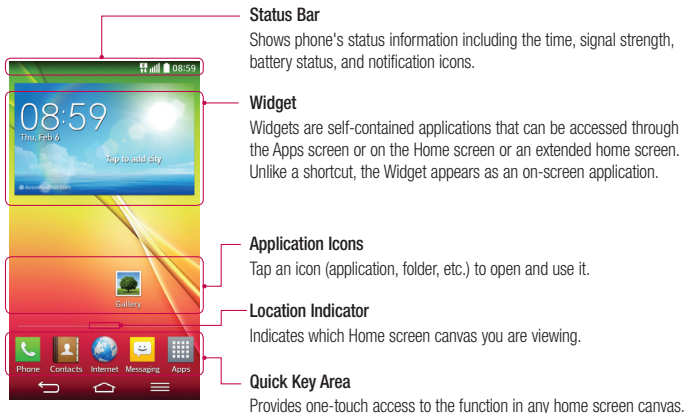 Status Bar
Shows phone's status information including the time, signal strength,
battery status, and notification icons.
08:59
Widget
Widgets are self-contained applications that can be accessed through
the Apps screen or on the Home screen or an extended home screen.
Unlike a shortcut, the Widget appears as an on-screen application.
08:59
Thu, Feb 6
Tap to add city
AccuWeather.com
Application Icons
Tap an icon (application, folder, etc.) to open and use it.
Gallery
Location Indicator
Indicates which Home screen canvas you are viewing.
Phone Contacts Internet Messaging Apps
Quick Key Area
Provides one-touch access to the function in any home screen canvas.